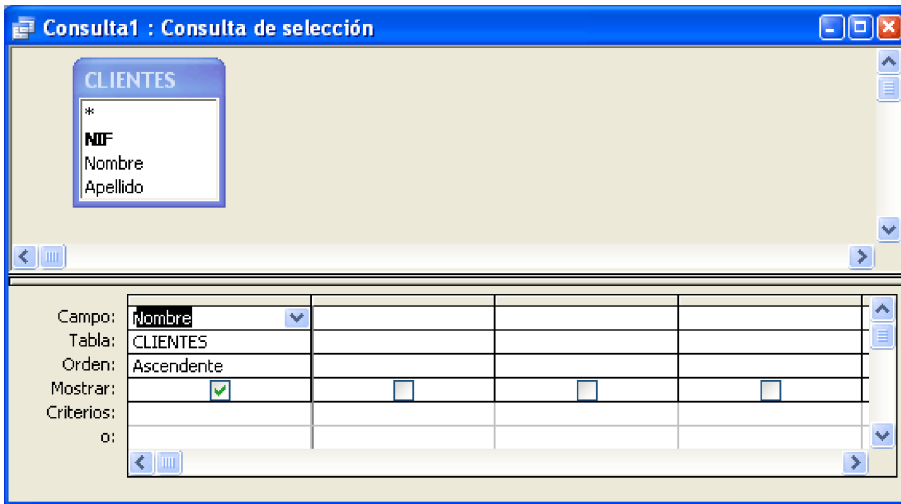 Consulta1 : Consulta de selección
CLIENTES
*
NIF
Nombre
Apellido
Campo: Nombre
Tabla: CLIENTES
Orden: Ascendente
Mostrar:
Criterios:
o: